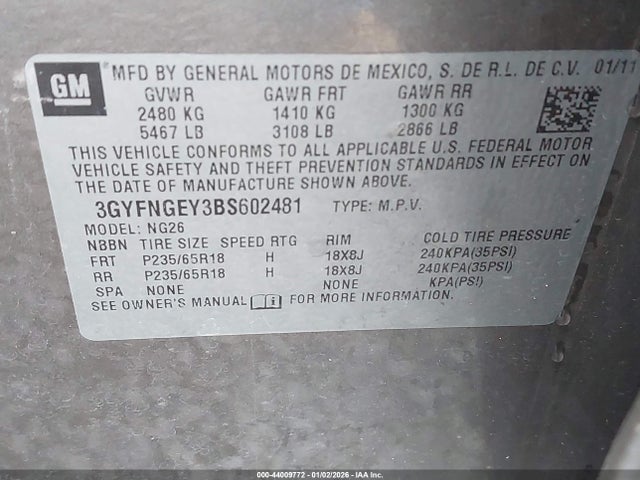 GM
MFD BY GENERAL MOTORS DE MEXICO, S. DE R.L. DE C.V. 01/11
GVWR GAWR FRT GAWR RR
2480 KG 1410 KG 1300 KG
5467 LB 3108 LB 2866 LB
THIS VEHICLE CONFORMS TO ALL APPLICABLE U.S. FEDERAL MOTOR
VEHICLE SAFETY AND THEFT PREVENTION STANDARDS IN EFFECT ON
THE DATE OF MANUFACTURE SHOWN ABOVE.
3GYFNGEY3BS602481 TYPE: M.P.V.
MODEL: NG26
NBBN TIRE SIZE SPEED RTG RIM COLD TIRE PRESSURE
FRT P235/65R18 H 18X8J 240KPA(35PSI)
RR P235/65R18 H 18X8J 240KPA(35PSI)
SPA NONE NONE KPA(PSI)
SEE OWNER'S MANUAL i FOR MORE INFORMATION.
000-44009772 - 01/02/2026 - Copyright IAA, Inc. All Rights Reserved.